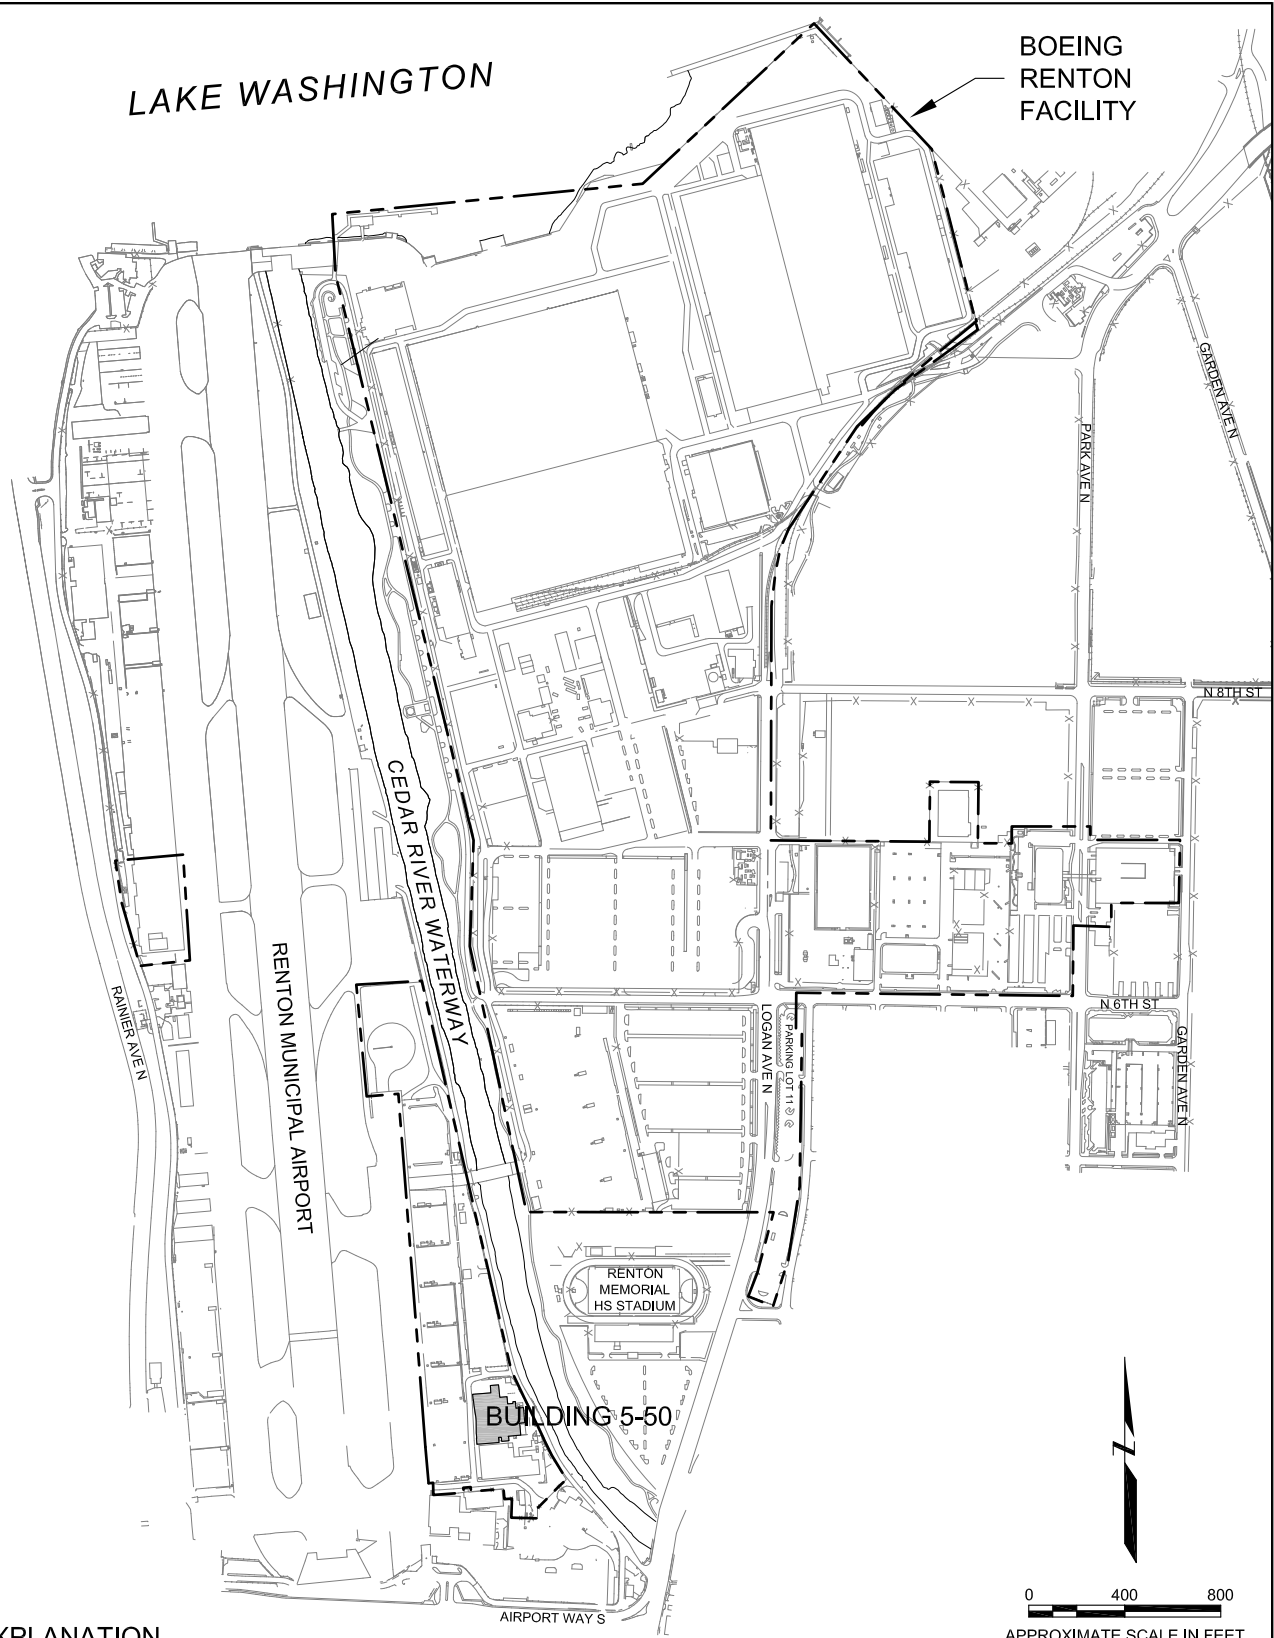 LAKE WASHINGTON
BOEING
RENTON
FACILITY
GARDEN AVE N
PARK AVE N
N 8TH ST
CEDAR RIVER WATERWAY
RENTON MUNICIPAL AIRPORT
RAINIER AVE N
LOGAN AVE N
PARKING LOT 11
N 6TH ST
GARDEN AVE N
RENTON
MEMORIAL
HS STADIUM
BUILDING 5-50
Z
0 400 800
APPROXIMATE SCALE IN FEET
AIRPORT WAY S
XPLANATION